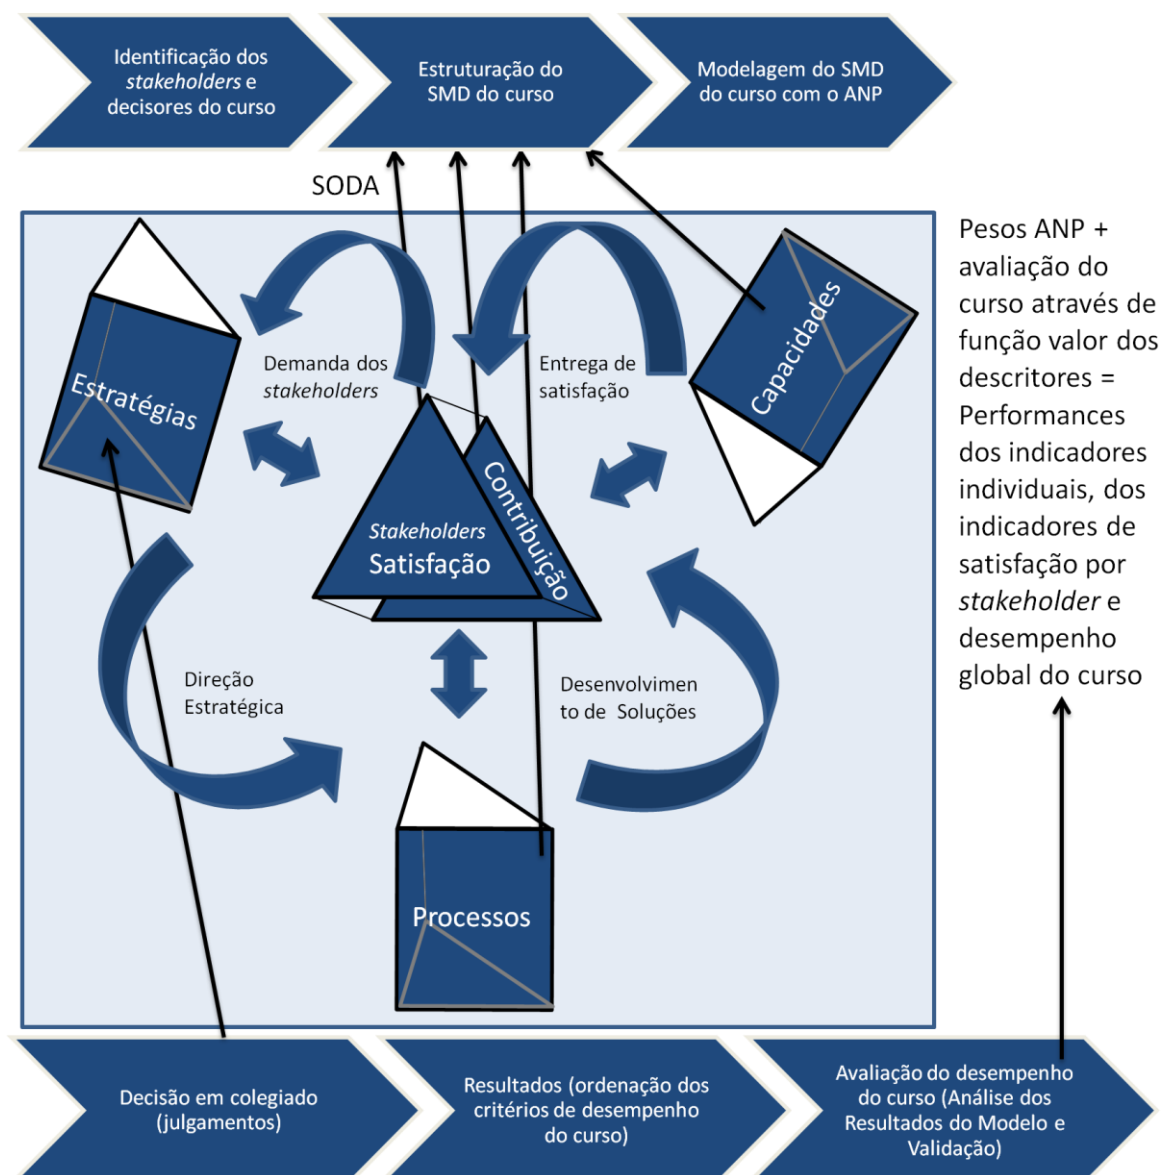 Identificação dos
stakeholders e
decisores do curso
Estruturação do
SMD do curso
Modelagem do SMD
do curso com o ANP
SODA
Estratégias
Demanda dos
stakeholders
Entrega de
satisfação
Capacidades
Stakeholders
Satisfação
Contribuição
Direção
Estratégica
Desenvolvimen
to de Soluções
Processos
Pesos ANP +
avaliação do
curso através de
função valor dos
descritores =
Performances
dos indicadores
individuais, dos
indicadores de
satisfação por
stakeholder e
desempenho
global do curso
Decisão em colegiado
(julgamentos)
Resultados (ordenação dos
critérios de desempenho
do curso)
Avaliação do desempenho
do curso (Análise dos
Resultados do Modelo e
Validação)